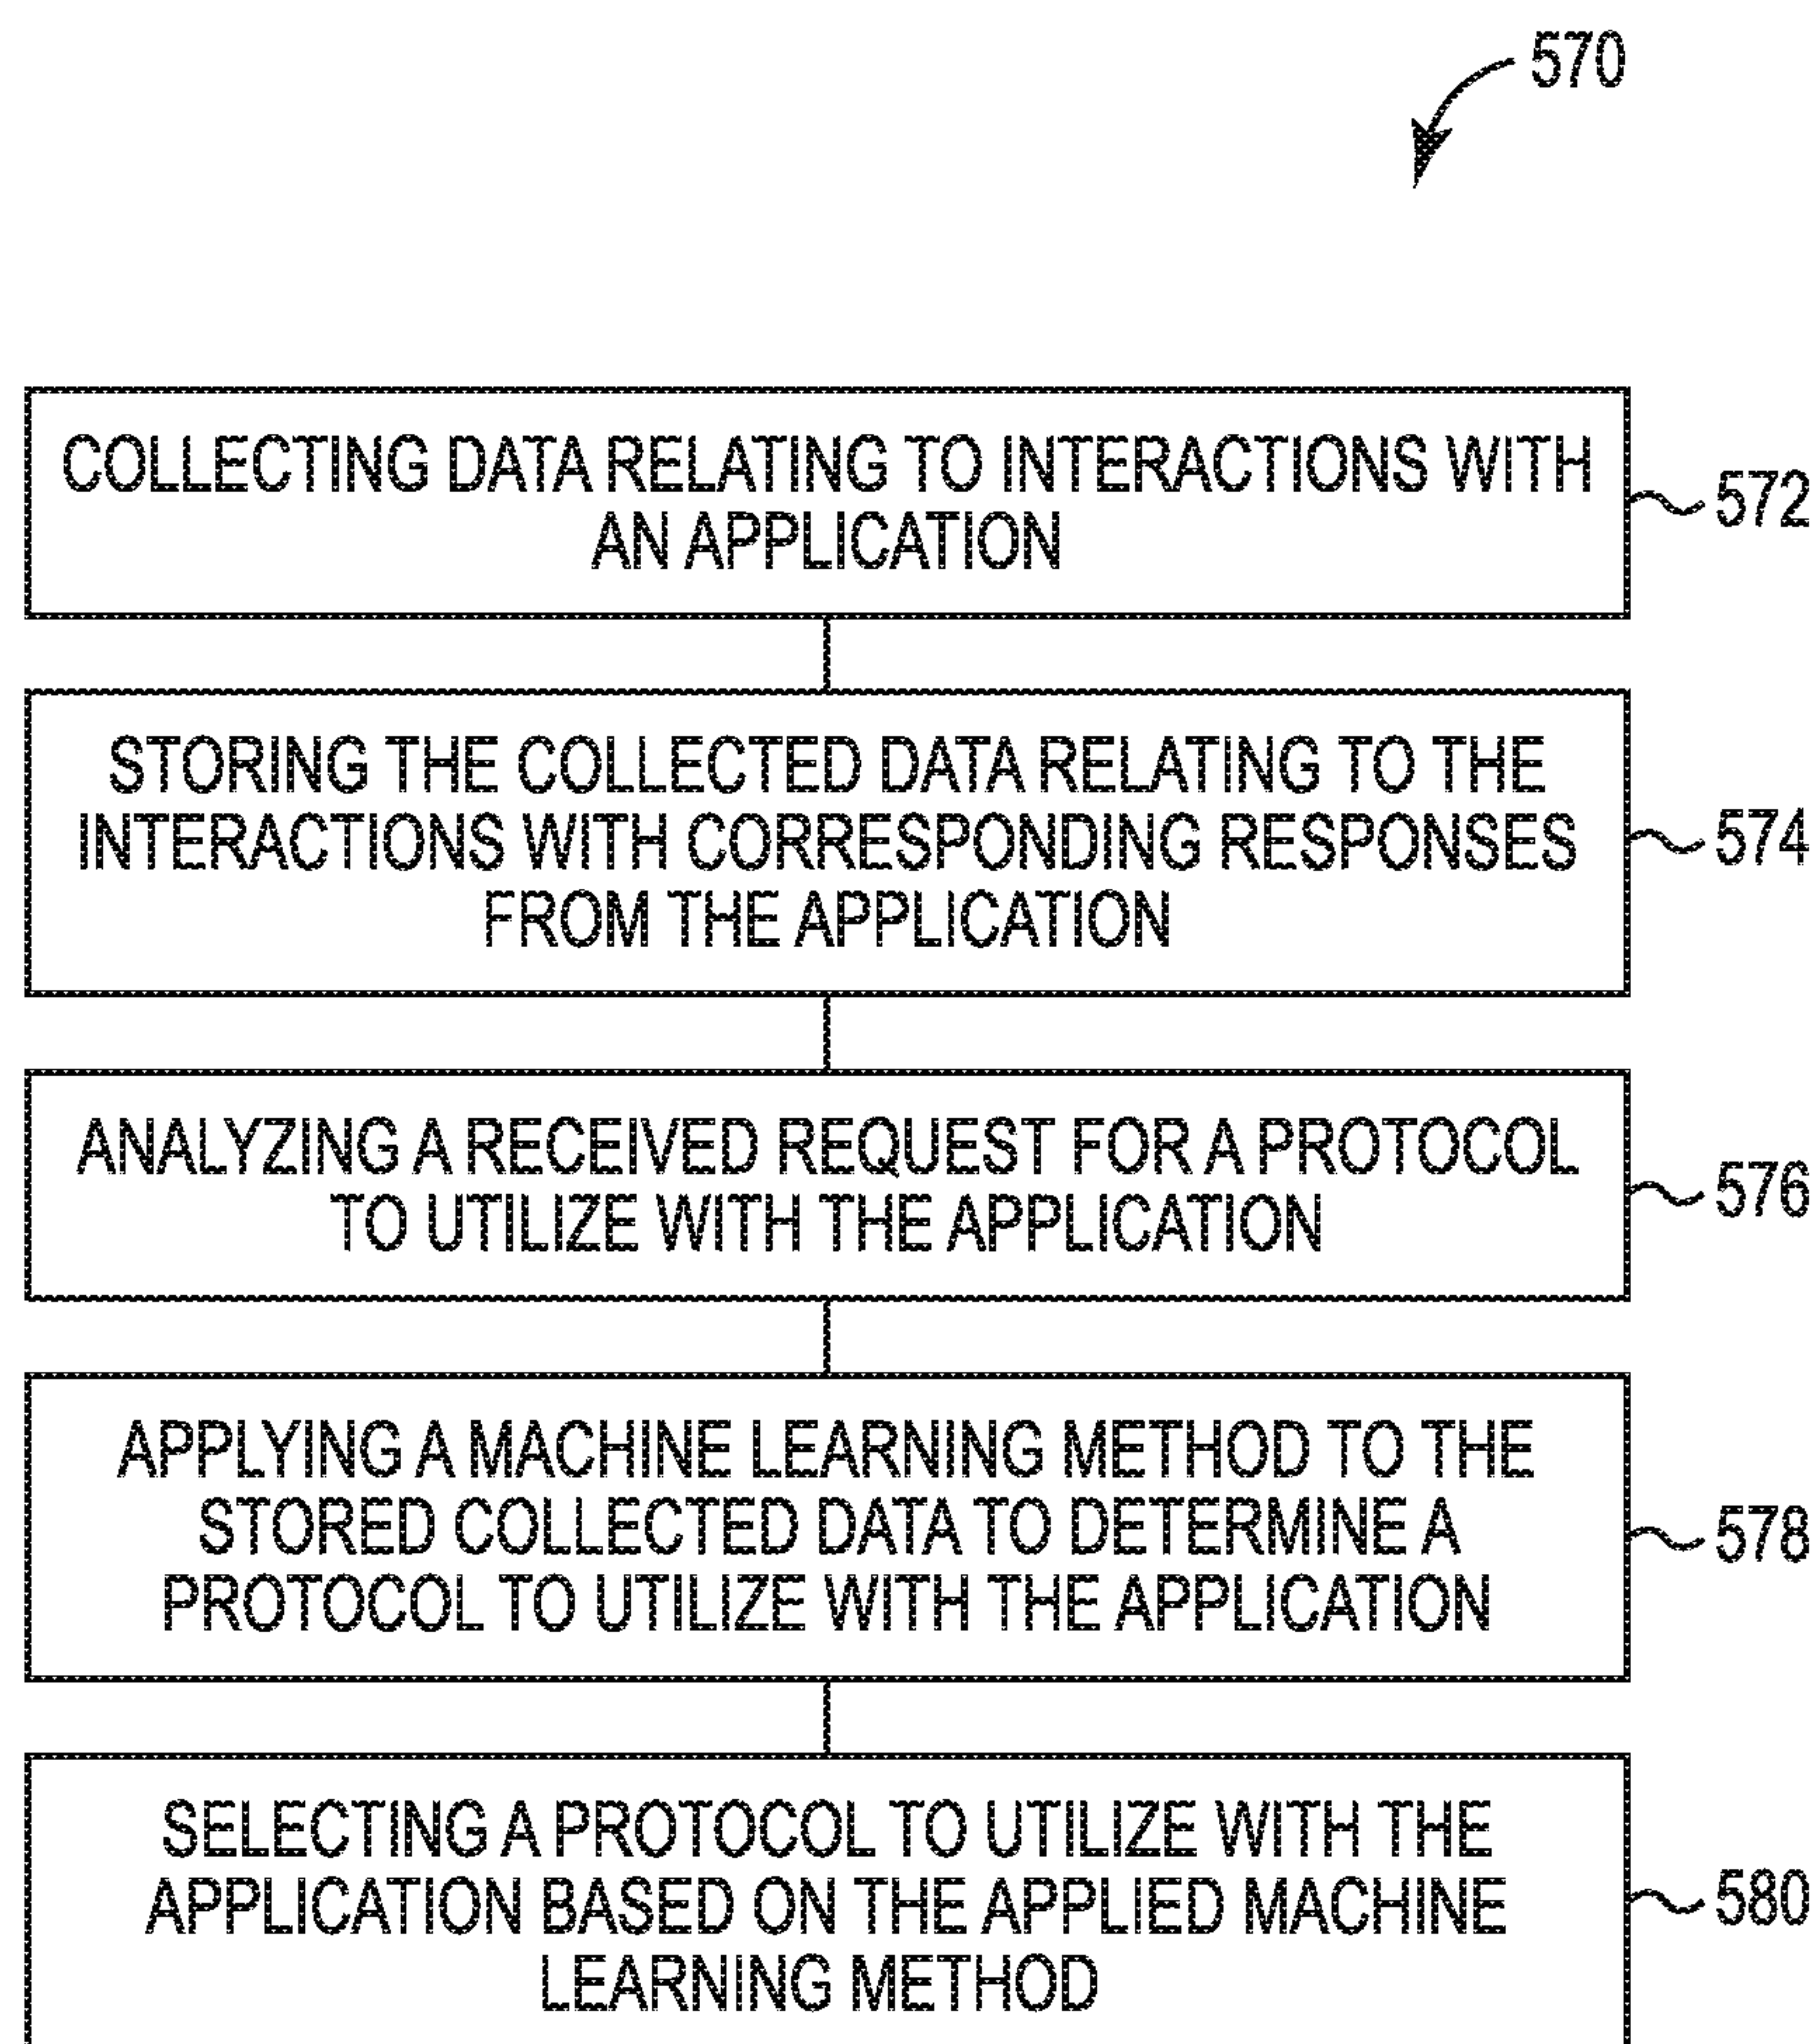 570
COLLECTING DATA RELATING TO INTERACTIONS WITH
AN APPLICATION
572
STORING THE COLLECTED DATA RELATING TO THE
INTERACTIONS WITH CORRESPONDING RESPONSES
FROM THE APPLICATION
574
ANALYZING A RECEIVED REQUEST FOR A PROTOCOL
TO UTILIZE WITH THE APPLICATION
576
APPLYING A MACHINE LEARNING METHOD TO THE
STORED COLLECTED DATA TO DETERMINE A
PROTOCOL TO UTILIZE WITH THE APPLICATION
578
SELECTING A PROTOCOL TO UTILIZE WITH THE
APPLICATION BASED ON THE APPLIED MACHINE
LEARNING METHOD
580